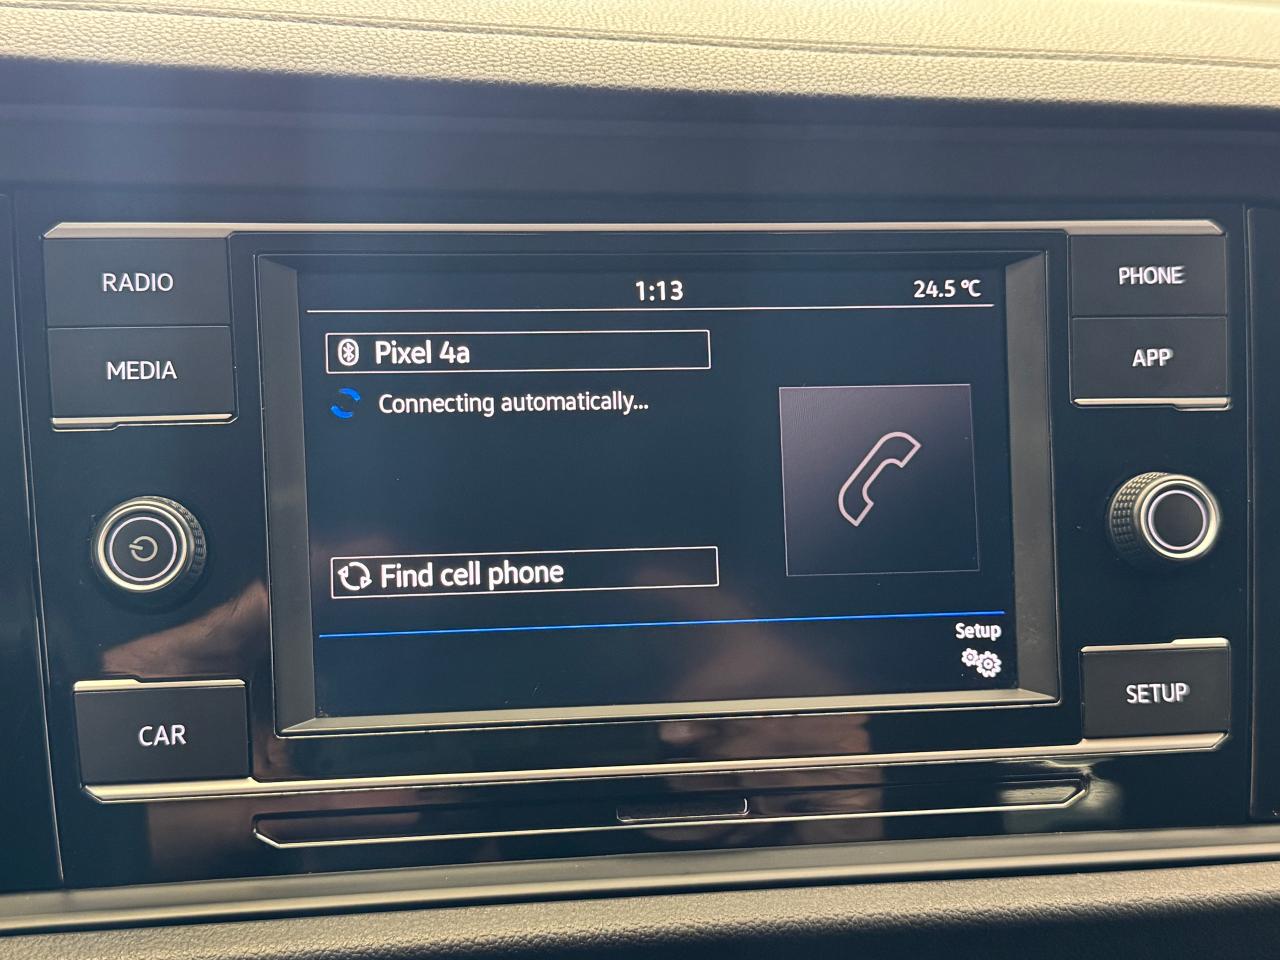 RADIO
MEDIA
CAR
1:13
24.5 °C
Pixel 4a
Connecting automatically...
Find cell phone
Setup
PHONE
APP
SETUP